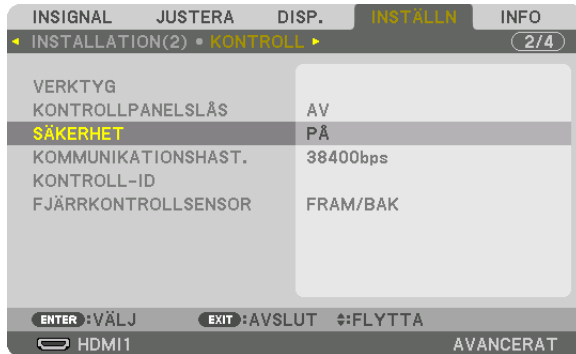 INSIGNAL JUSTERA DISP. INSTÄLLN INFO
INSTALLATION(2) • KONTROLL 2/4
VERKTYG
KONTROLLPANELSLÅS AV
SÄKERHET PÅ
KOMMUNIKATIONSHAST. 38400bps
KONTROLL-ID
FJÄRRKONTROLLSENSOR FRAM/BAK
ENTER :VÄLJ EXIT :AVSLUT :FLYTTA
HDMI1 AVANCERAT